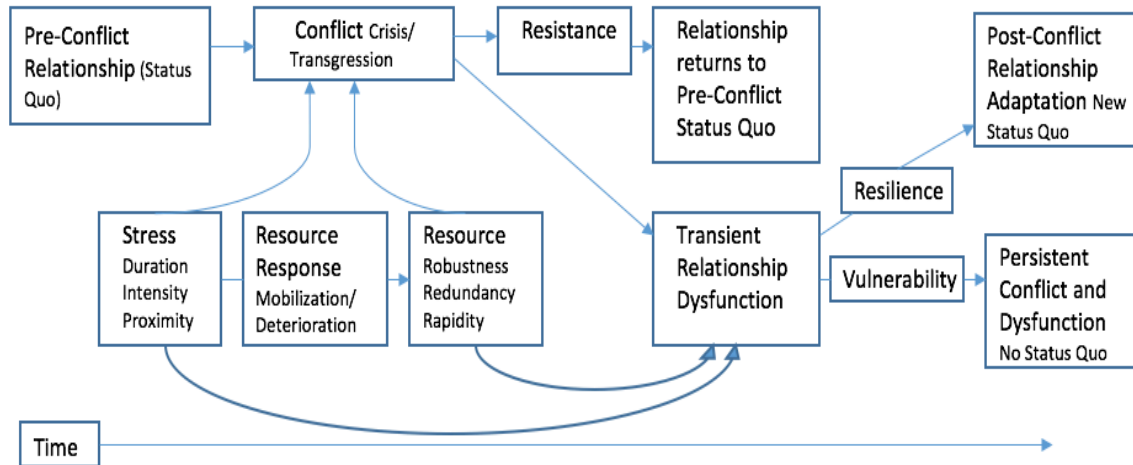 Pre-Conflict
Relationship (Status
Quo)
Conflict Crisis/
Transgression
Resistance
Relationship
returns to
Pre-Conflict
Status Quo
Post-Conflict
Relationship
Adaptation New
Status Quo
Resilience
Stress
Duration
Intensity
Proximity
Resource
Response
Mobilization/
Deterioration
Resource
Robustness
Redundancy
Rapidity
Transient
Relationship
Dysfunction
Vulnerability
Persistent
Conflict and
Dysfunction
No Status Quo
Time